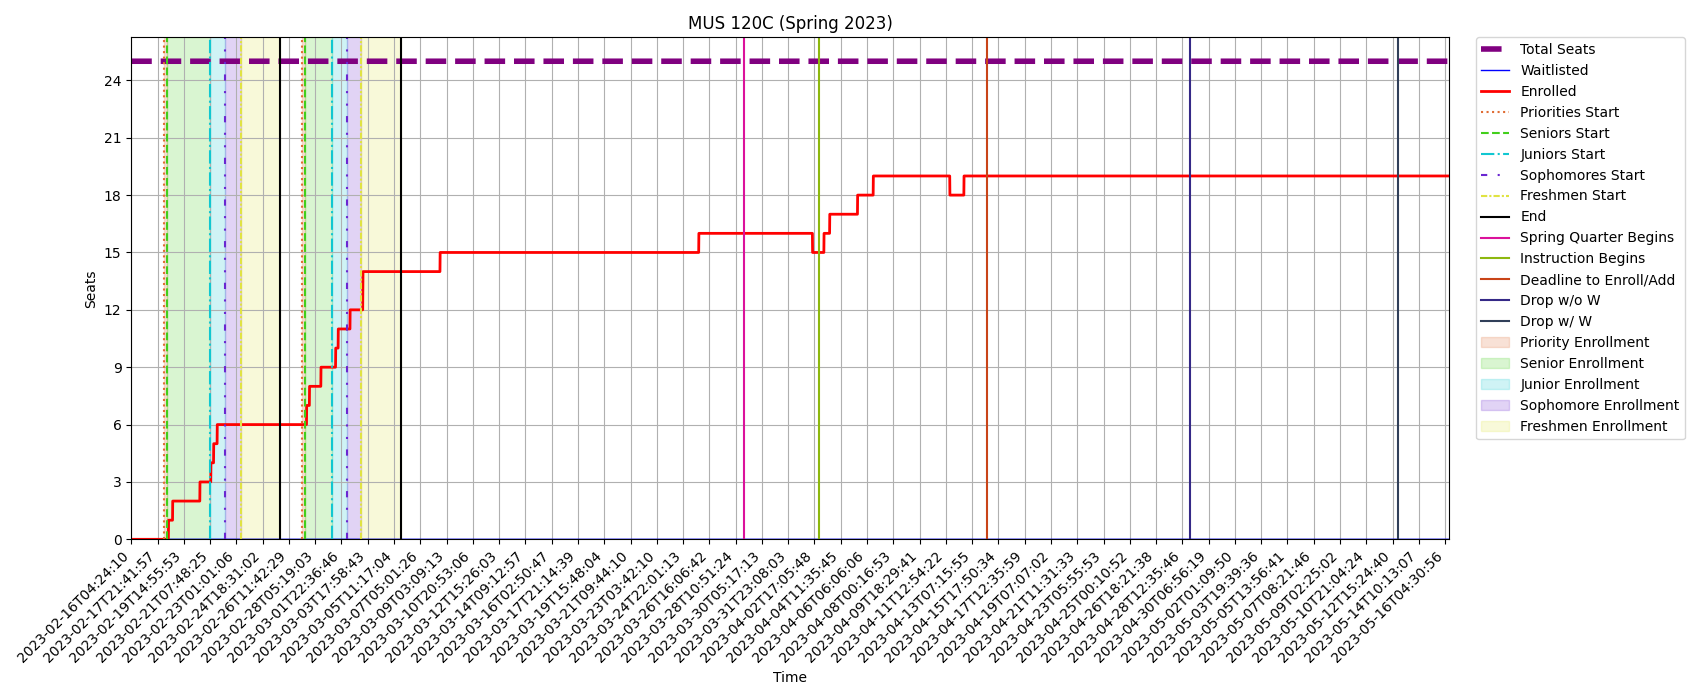 MUS 120C (Spring 2023)
Seats
24
21
18
15
12
9
6
3
0
2023-02-16T04:24:10
2023-02-17T21:41:57
2023-02-19T14:55:53
2023-02-21T07:48:25
2023-02-23T01:01:06
2023-02-24T18:31:02
2023-02-26T11:42:29
2023-02-28T05:19:03
2023-03-01T22:36:46
2023-03-03T17:58:43
2023-03-05T11:17:04
2023-03-07T05:01:26
2023-03-09T03:09:13
2023-03-10T20:53:06
2023-03-12T15:26:03
2023-03-14T09:12:57
2023-03-16T02:50:47
2023-03-17T21:14:39
2023-03-19T15:48:04
2023-03-21T09:44:10
2023-03-23T03:42:10
2023-03-24T22:01:13
2023-03-26T16:06:42
2023-03-28T10:51:24
2023-03-30T05:17:13
2023-03-31T23:08:03
2023-04-02T17:05:48
2023-04-04T11:35:45
2023-04-06T06:06:06
2023-04-08T00:16:53
2023-04-09T18:29:41
2023-04-11T12:54:22
2023-04-13T07:15:55
2023-04-15T17:50:34
2023-04-17T12:35:59
2023-04-19T07:07:02
2023-04-21T11:31:33
2023-04-23T05:55:53
2023-04-25T00:10:52
2023-04-26T18:21:38
2023-04-28T12:35:46
2023-04-30T06:56:19
2023-05-02T01:09:50
2023-05-03T19:39:36
2023-05-05T13:56:41
2023-05-07T08:21:46
2023-05-09T02:25:02
2023-05-10T21:04:24
2023-05-12T15:24:40
2023-05-14T10:13:07
2023-05-16T04:30:56
Time
Total Seats
Waitlisted
Enrolled
Priorities Start
Seniors Start
Juniors Start
Sophomores Start
Freshmen Start
End
Spring Quarter Begins
Instruction Begins
Deadline to Enroll/Add
Drop w/o W
Drop w/ W
Priority Enrollment
Senior Enrollment
Junior Enrollment
Sophomore Enrollment
Freshmen Enrollment